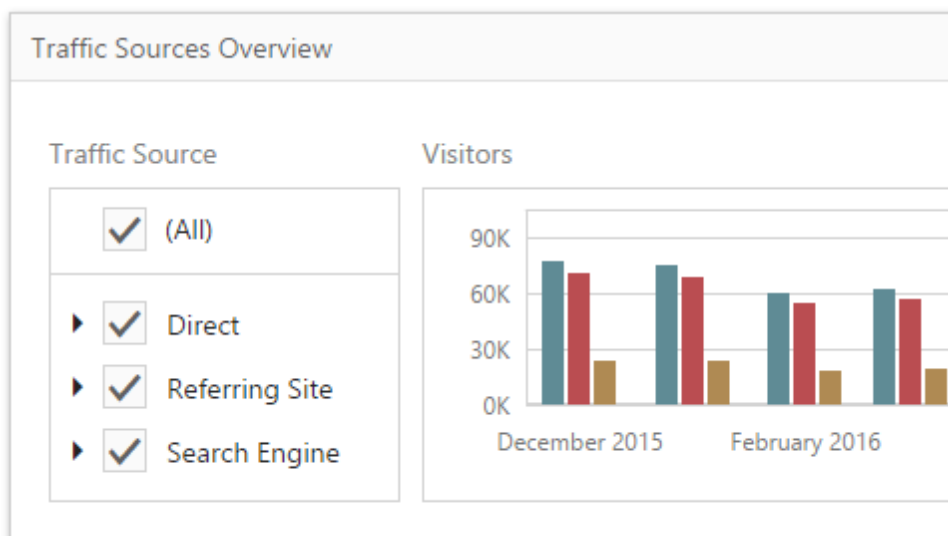 Traffic Sources Overview
Traffic Source
(All)
Direct
Referring Site
Search Engine
Visitors
90K
60K
30K
0K
December 2015
February 2016